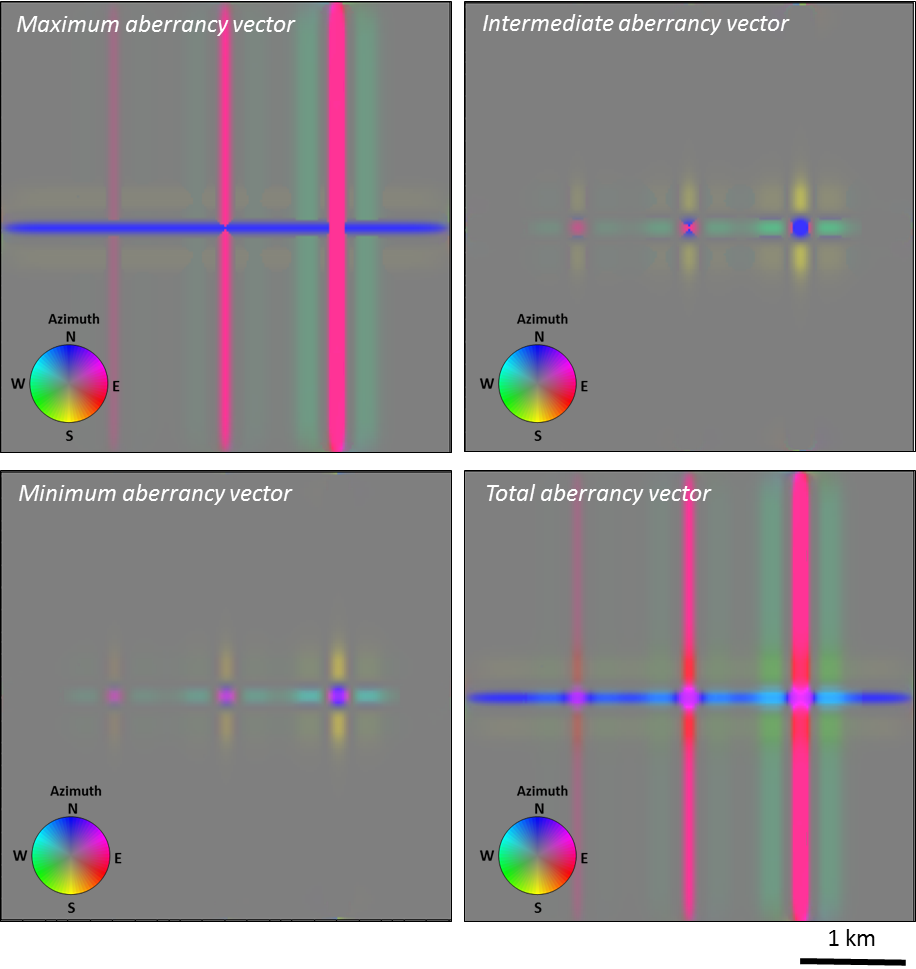 Maximum aberrancy vector
Azimuth
N
W
E
S
Intermediate aberrancy vector
Azimuth
N
W
E
S
Minimum aberrancy vector
Azimuth
N
W
E
S
Total aberrancy vector
Azimuth
N
W
E
S
1 km